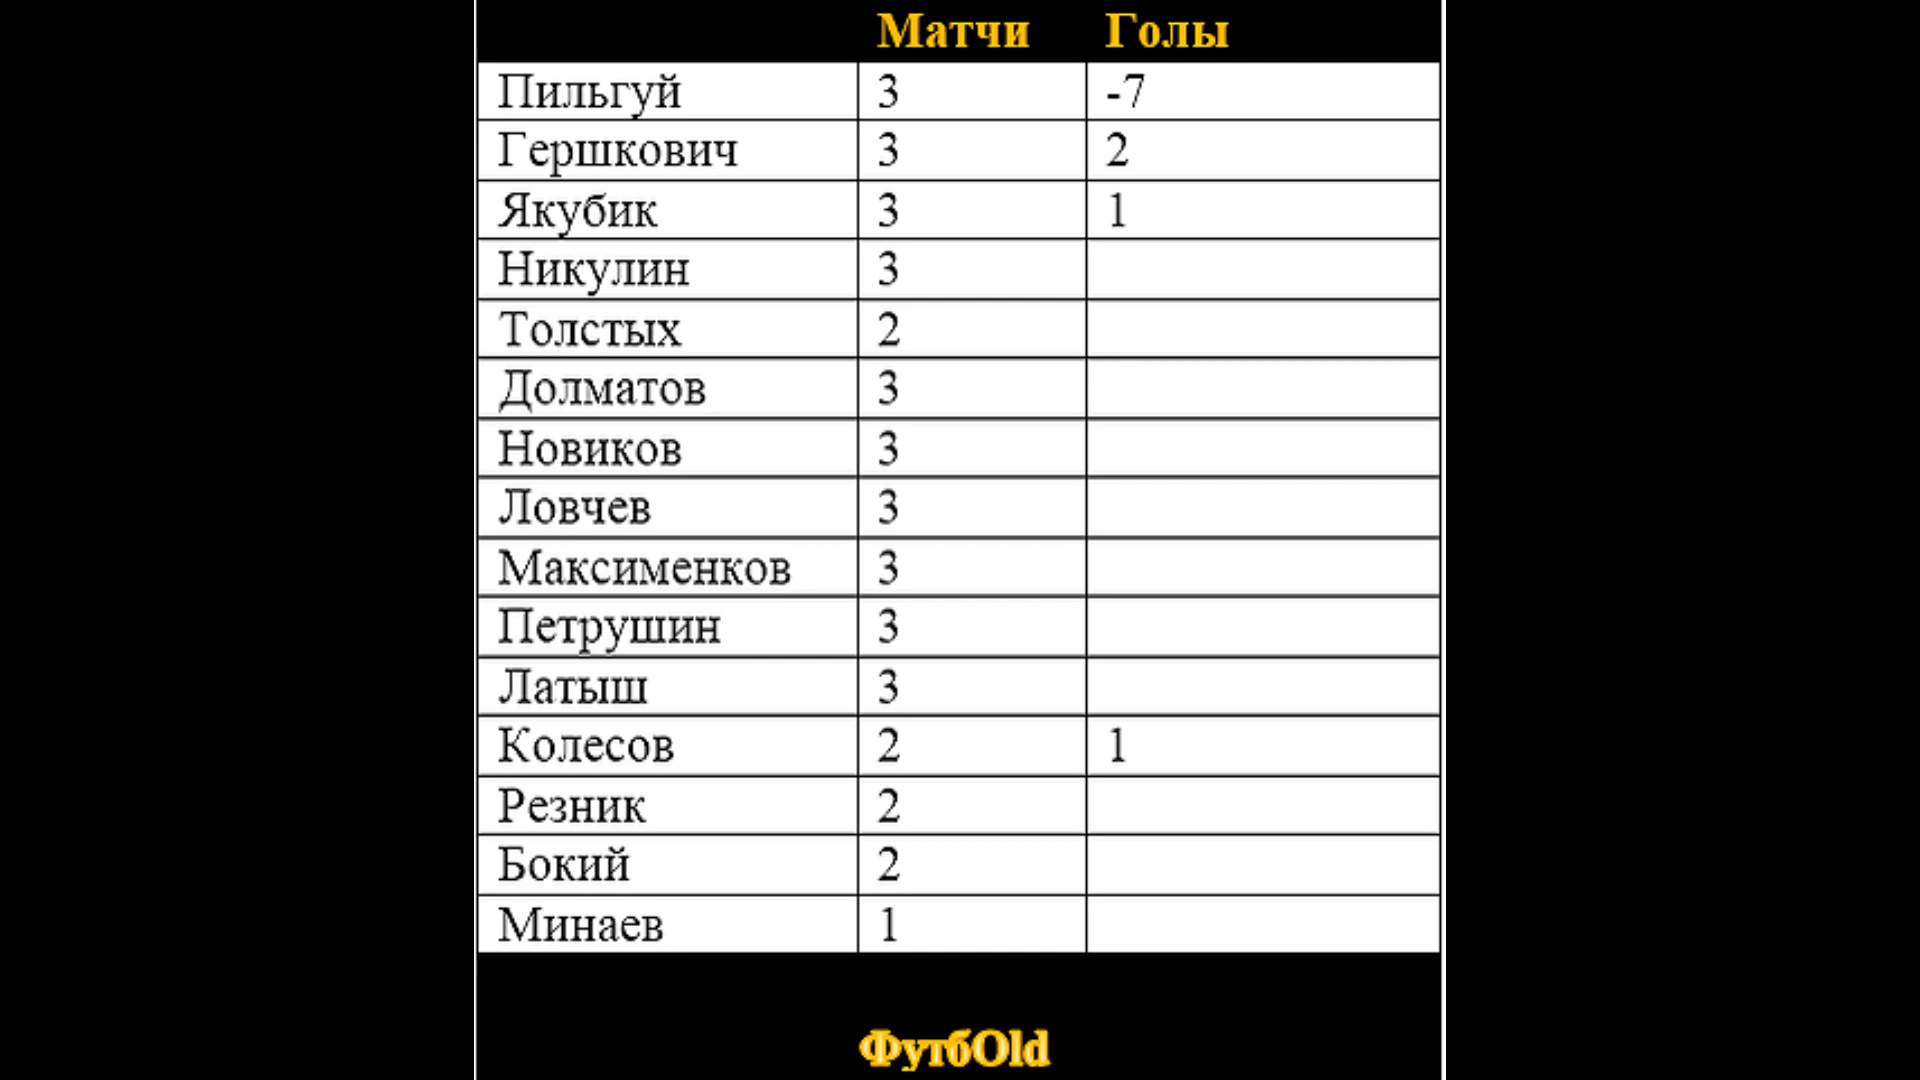 Матчи Голы
Пильгуй 3 -7
Гершкович 3 2
Якубик 3 1
Никулин 3
Толстых 2
Долматов 3
Новиков 3
Ловчев 3
Максименков 3
Петрушин 3
Латыш 3
Колесов 2 1
Резник 2
Бокий 2
Минаев 1
ФутбOld